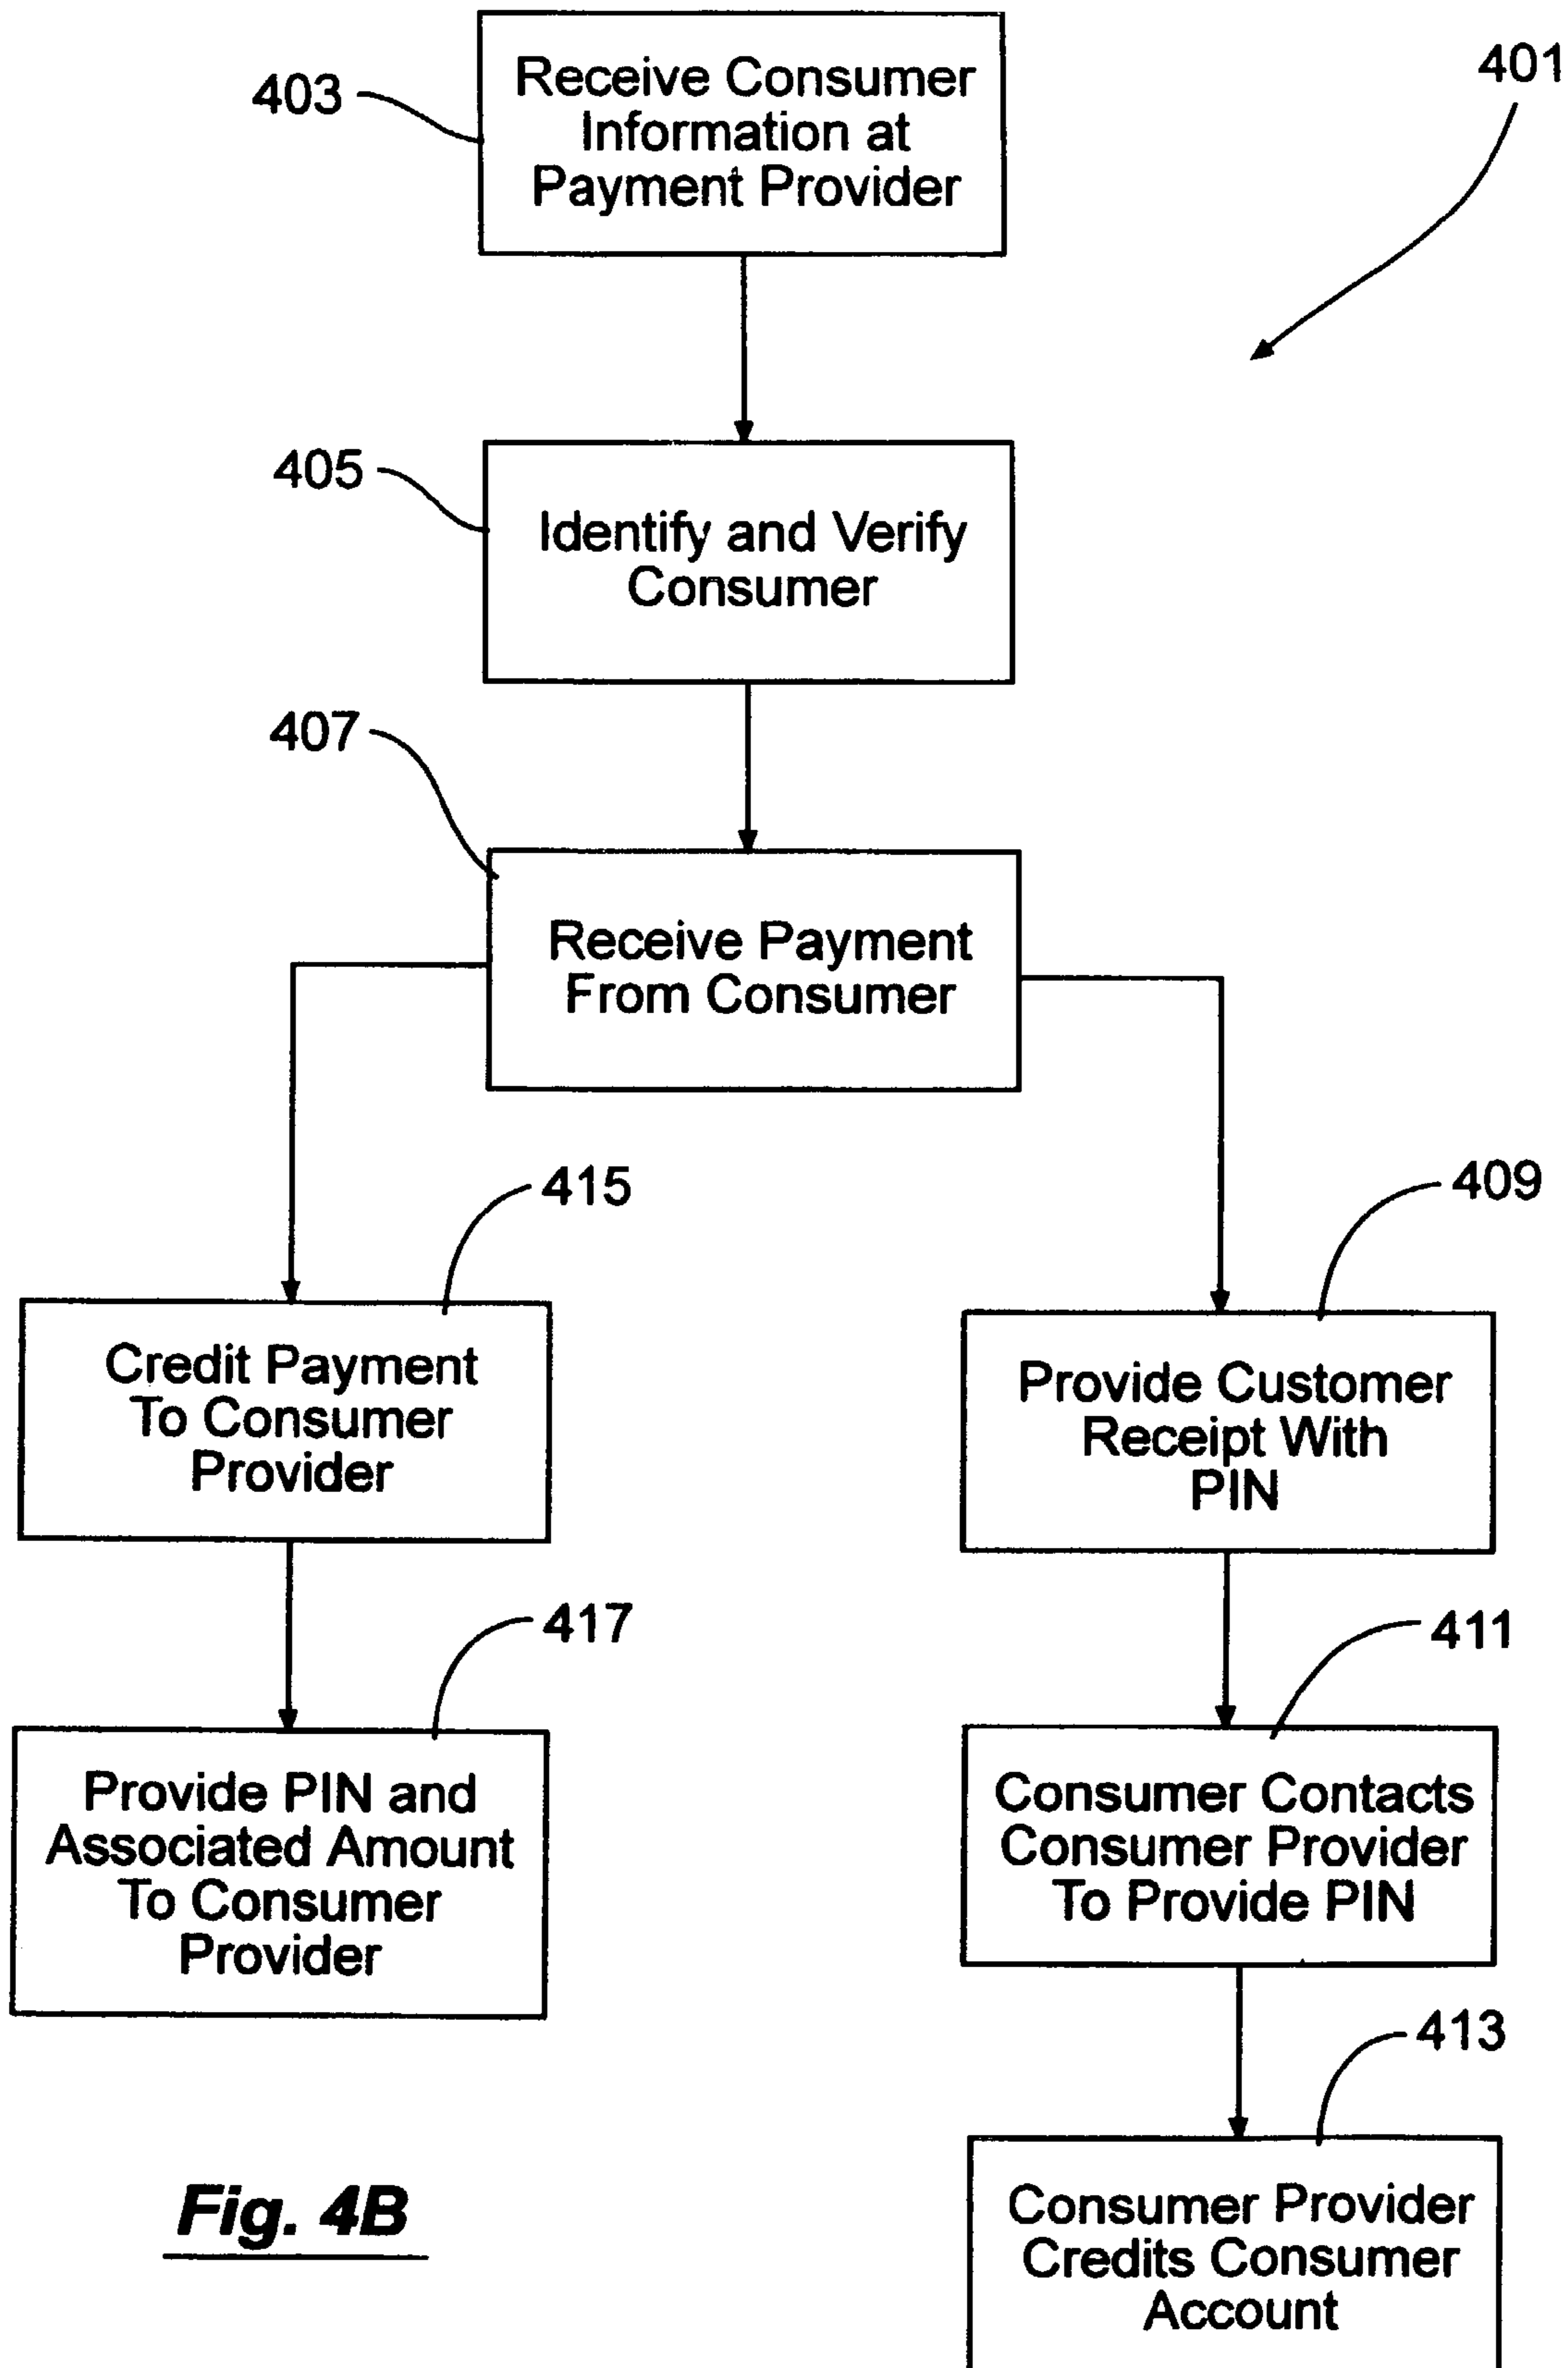 401
403
Receive Consumer
Information at
Payment Provider
405
Identify and Verify
Consumer
407
Receive Payment
From Consumer
415
Credit Payment
To Consumer
Provider
409
Provide Customer
Receipt With
PIN
417
Provide PIN and
Associated Amount
To Consumer
Provider
411
Consumer Contacts
Consumer Provider
To Provide PIN
413
Consumer Provider
Credits Consumer
Account
Fig. 4B